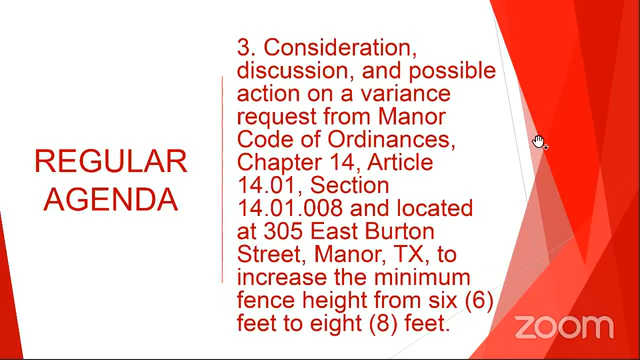 REGULAR
AGENDA
3. Consideration,
discussion, and possible
action on a variance
request from Manor
Code of Ordinances,
Chapter 14, Article
14.01, Section
14.01.008 and located
at 305 East Burton
Street, Manor, TX, to
increase the minimum
fence height from six (6)
feet to eight (8) feet.
zoom